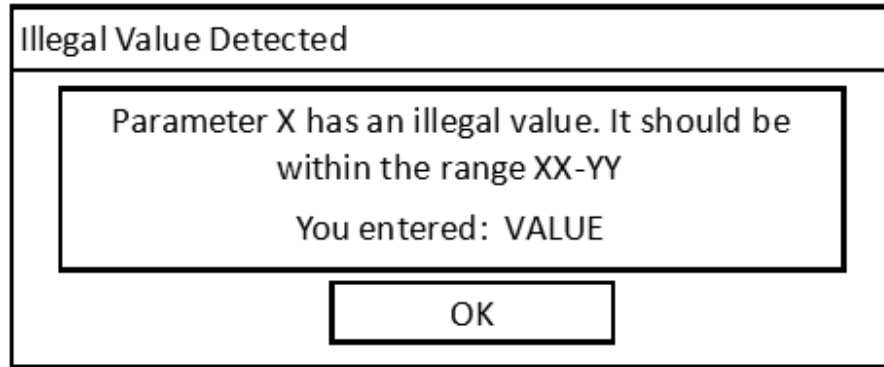 Illegal Value Detected
Parameter X has an illegal value. It should be
within the range XX-YY
You entered: VALUE
OK